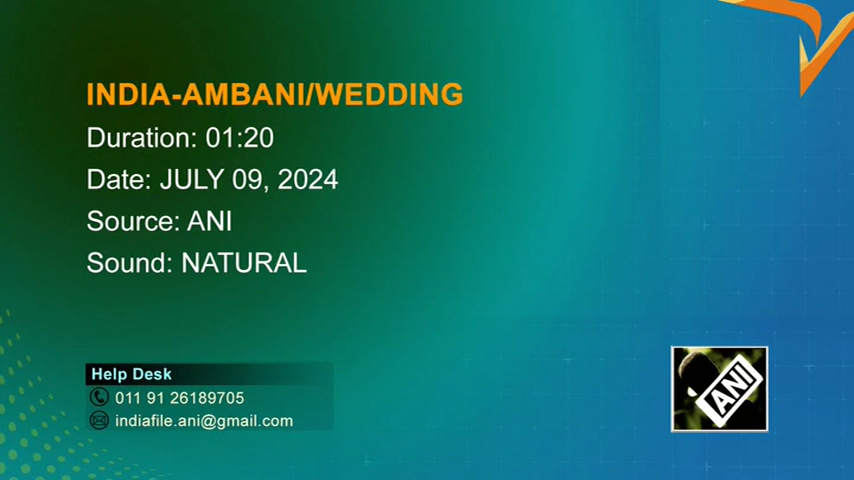 INDIA-AMBANI/WEDDING
Duration: 01:20
Date: JULY 09, 2024
Source: ANI
Sound: NATURAL
Help Desk
011 91 26189705
indiafile.ani@gmail.com
ANI